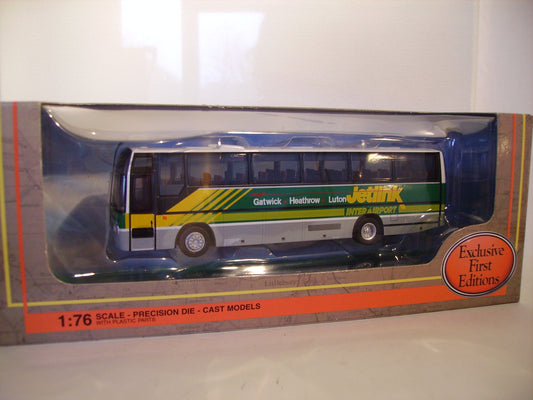 Gatwick Heathrow Luton Jetlink
INTER AIRPORT
Exclusive
First
Editions
1:76 SCALE - PRECISION DIE - CAST MODELS
WITH PLASTIC PARTS